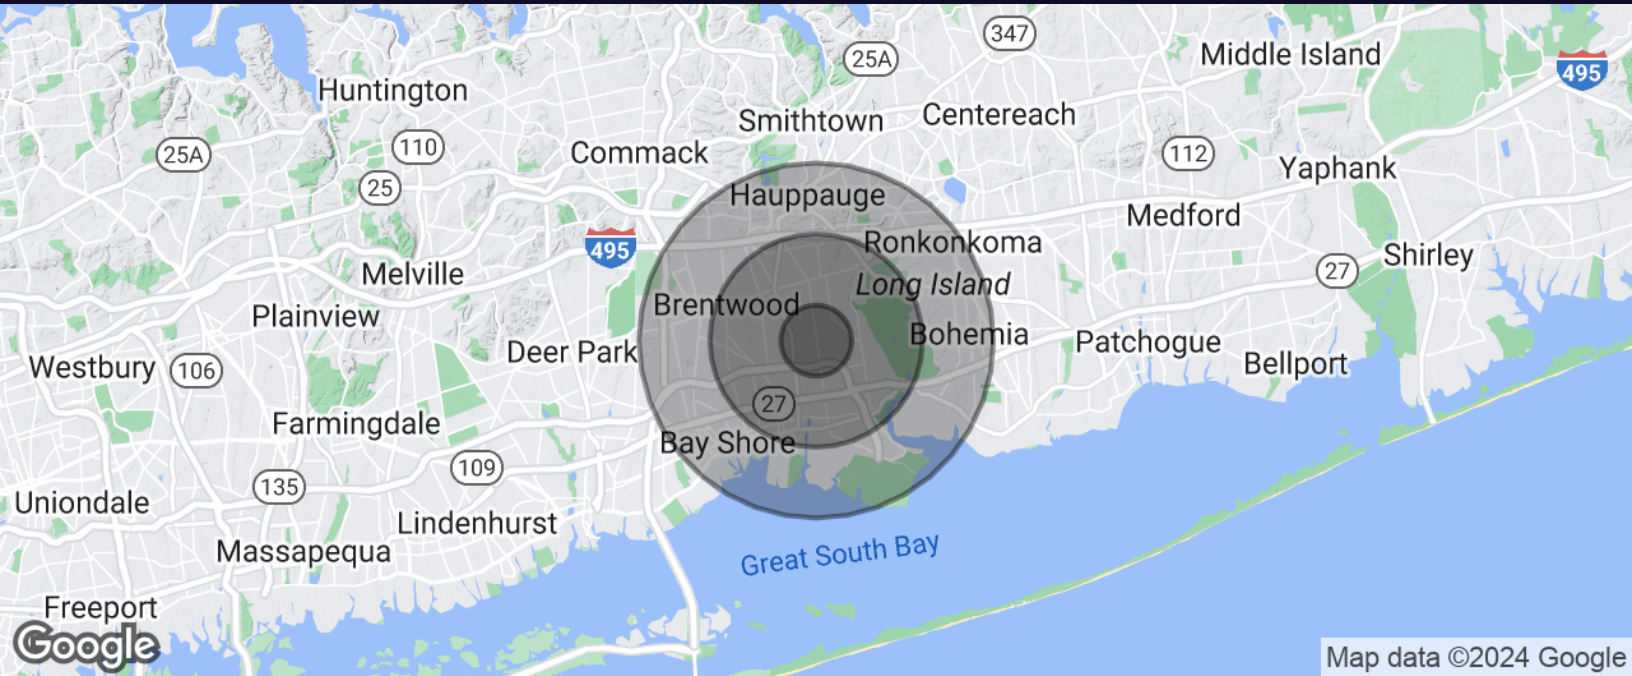 347
25A
Middle Island
495
Huntington
Smithtown
Centereach
110
Commack
25A
112
Yaphank
25
Hauppauge
Medford
495
Ronkonkoma
Shirley
27
Melville
Long Island
Brentwood
Plainview
Bohemia
Patchogue
Deer Park
Bellport
Westbury
106
27
Farmingdale
Bay Shore
109
135
Uniondale
Lindenhurst
Massapequa
Great South Bay
Freeport
Google
Map data ©2024 Google